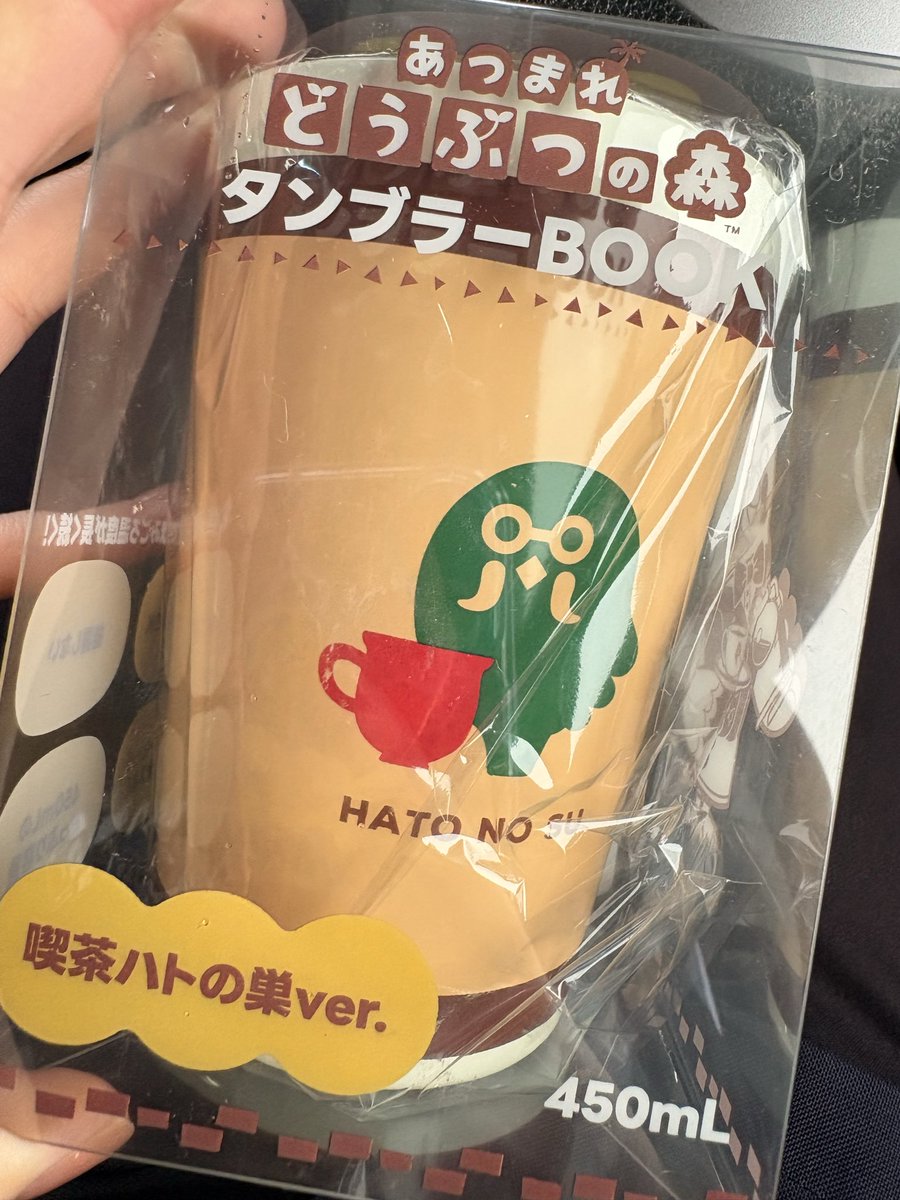 あつまれ
どうぶつの森
TM
タンブラーBOOK
HATO NO SU
喫茶ハトの巣ver.
450mL